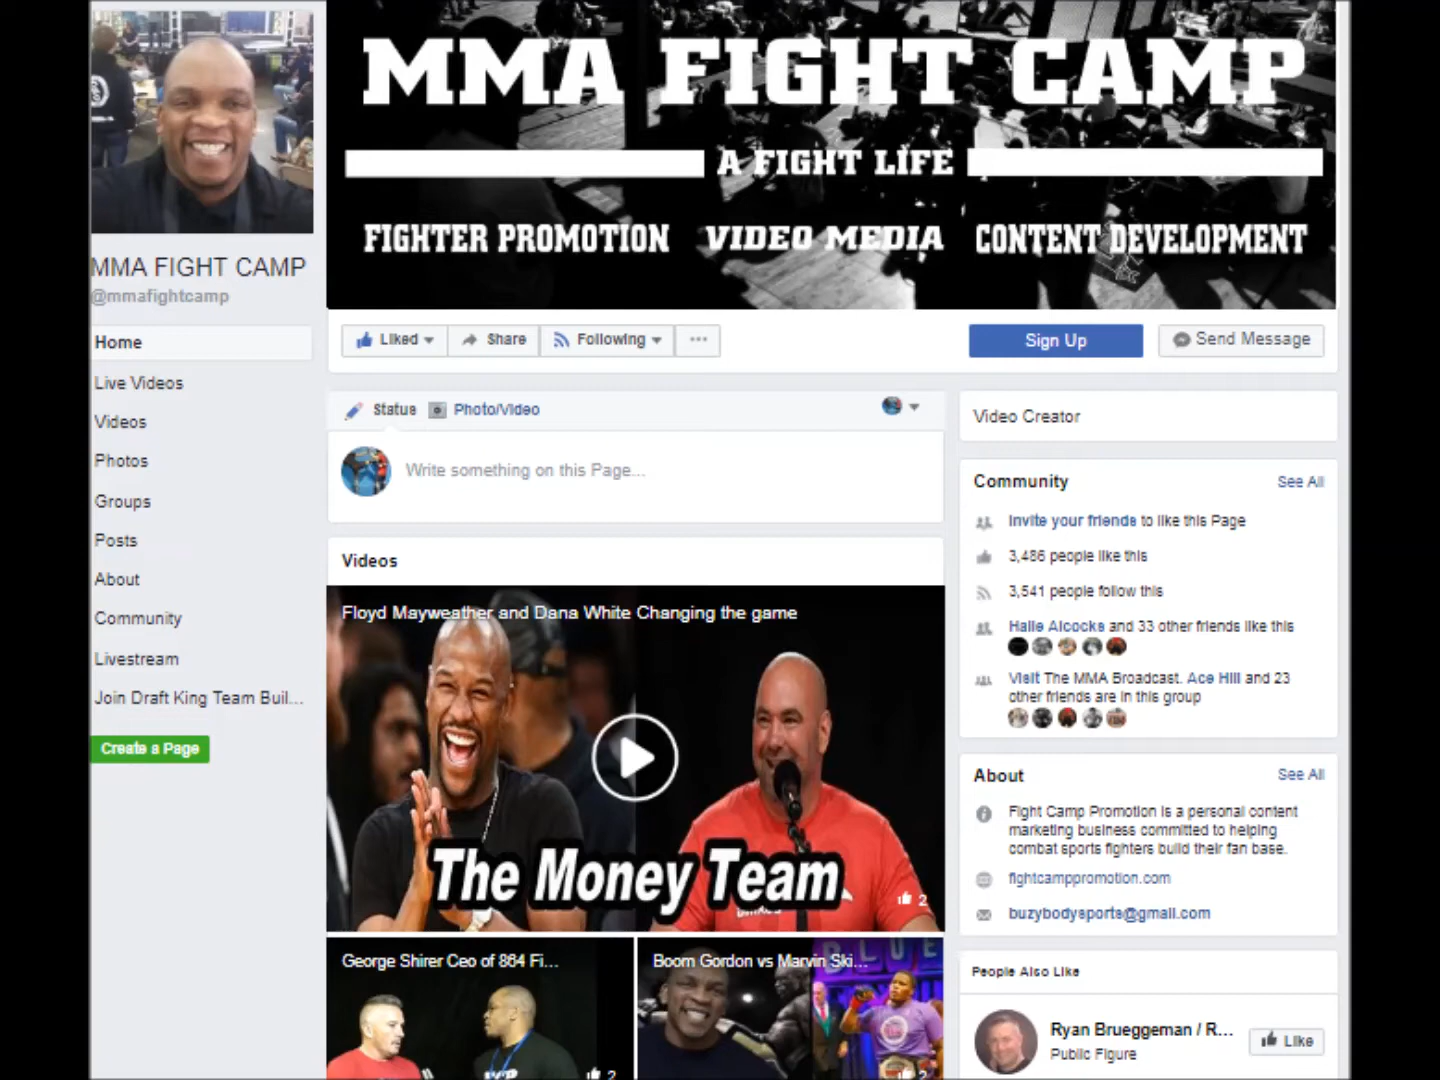 MMA FIGHT CAMP
A FIGHT LIFE
FIGHTER PROMOTION VIDEO MEDIA CONTENT DEVELOPMENT
MMA FIGHT CAMP
@mmafightcamp
Home
Live Videos
Videos
Photos
Groups
Posts
About
Community
Livestream
Join Draft King Team Buil...
Create a Page
Liked Share Following ...
Sign Up Send Message
Status Photo/Video
Write something on this Page...
Videos
Floyd Mayweather and Dana White Changing the game
The Money Team
2
George Shirer Ceo of 864 Fi...
2
Boom Gordon vs Marvin Ski...
BLUE
2
Video Creator
Community See All
Invite your friends to like this Page
3,486 people like this
3,541 people follow this
Halie Alcocks and 33 other friends like this
Visit The MMA Broadcast. Ace Hill and 23
other friends are in this group
About See All
Fight Camp Promotion is a personal content
marketing business committed to helping
combat sports fighters build their fan base.
fightcamppromotion.com
buzybodysports@gmail.com
People Also Like
Ryan Brueggeman / R...
Public Figure
Like